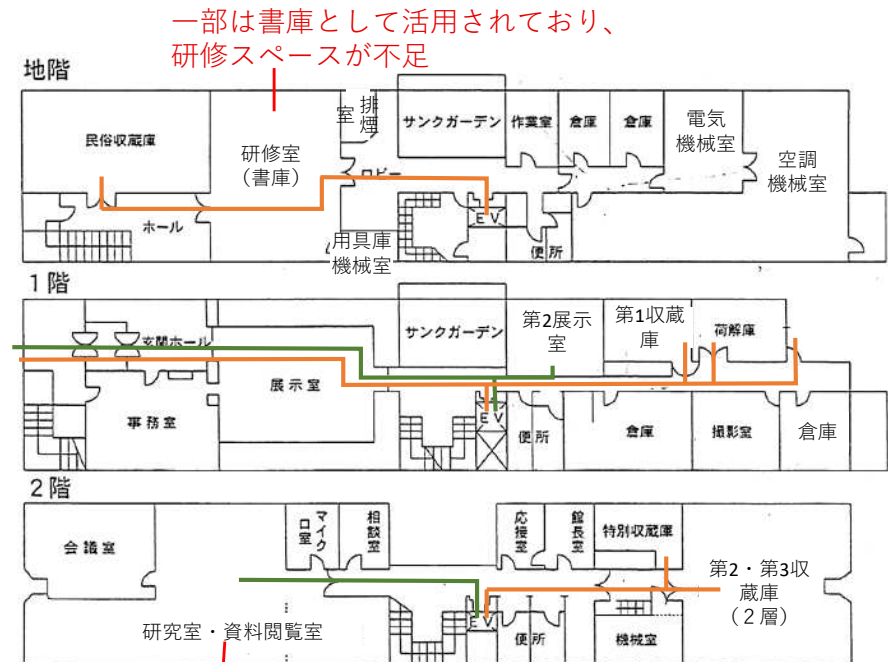 一部は書庫として活用されており、
研修スペースが不足
地階
民俗収蔵庫
研修室
（書庫）
排煙
室
サンクガーデン
作業室
倉庫
倉庫
電気
機械室
空調
機械室
ロビー
ホール
用具庫
機械室
EV
便所
1階
玄関ホール
事務室
展示室
サンクガーデン
第2展示
室
第1収蔵
庫
荷解庫
EV
便所
倉庫
撮影室
倉庫
2階
会議室
マイク
ロ室
相談室
応接室
館長室
特別収蔵庫
第2・第3収
蔵庫
（２層）
研究室・資料閲覧室
EV
便所
機械室